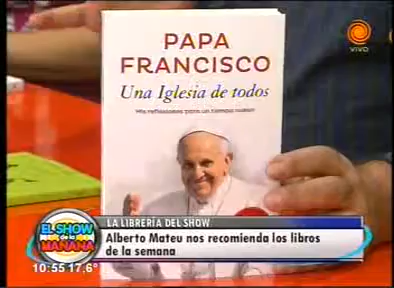 PAPA
FRANCISCO
Una Iglesia de todos
Mis reflexiones para un tiempo nuevo
VIVO
LA LIBRERÍA DEL SHOW
EL SHOW
de la
MAÑANA
Alberto Mateu nos recomienda los libros
de la semana
10:55 17,6°